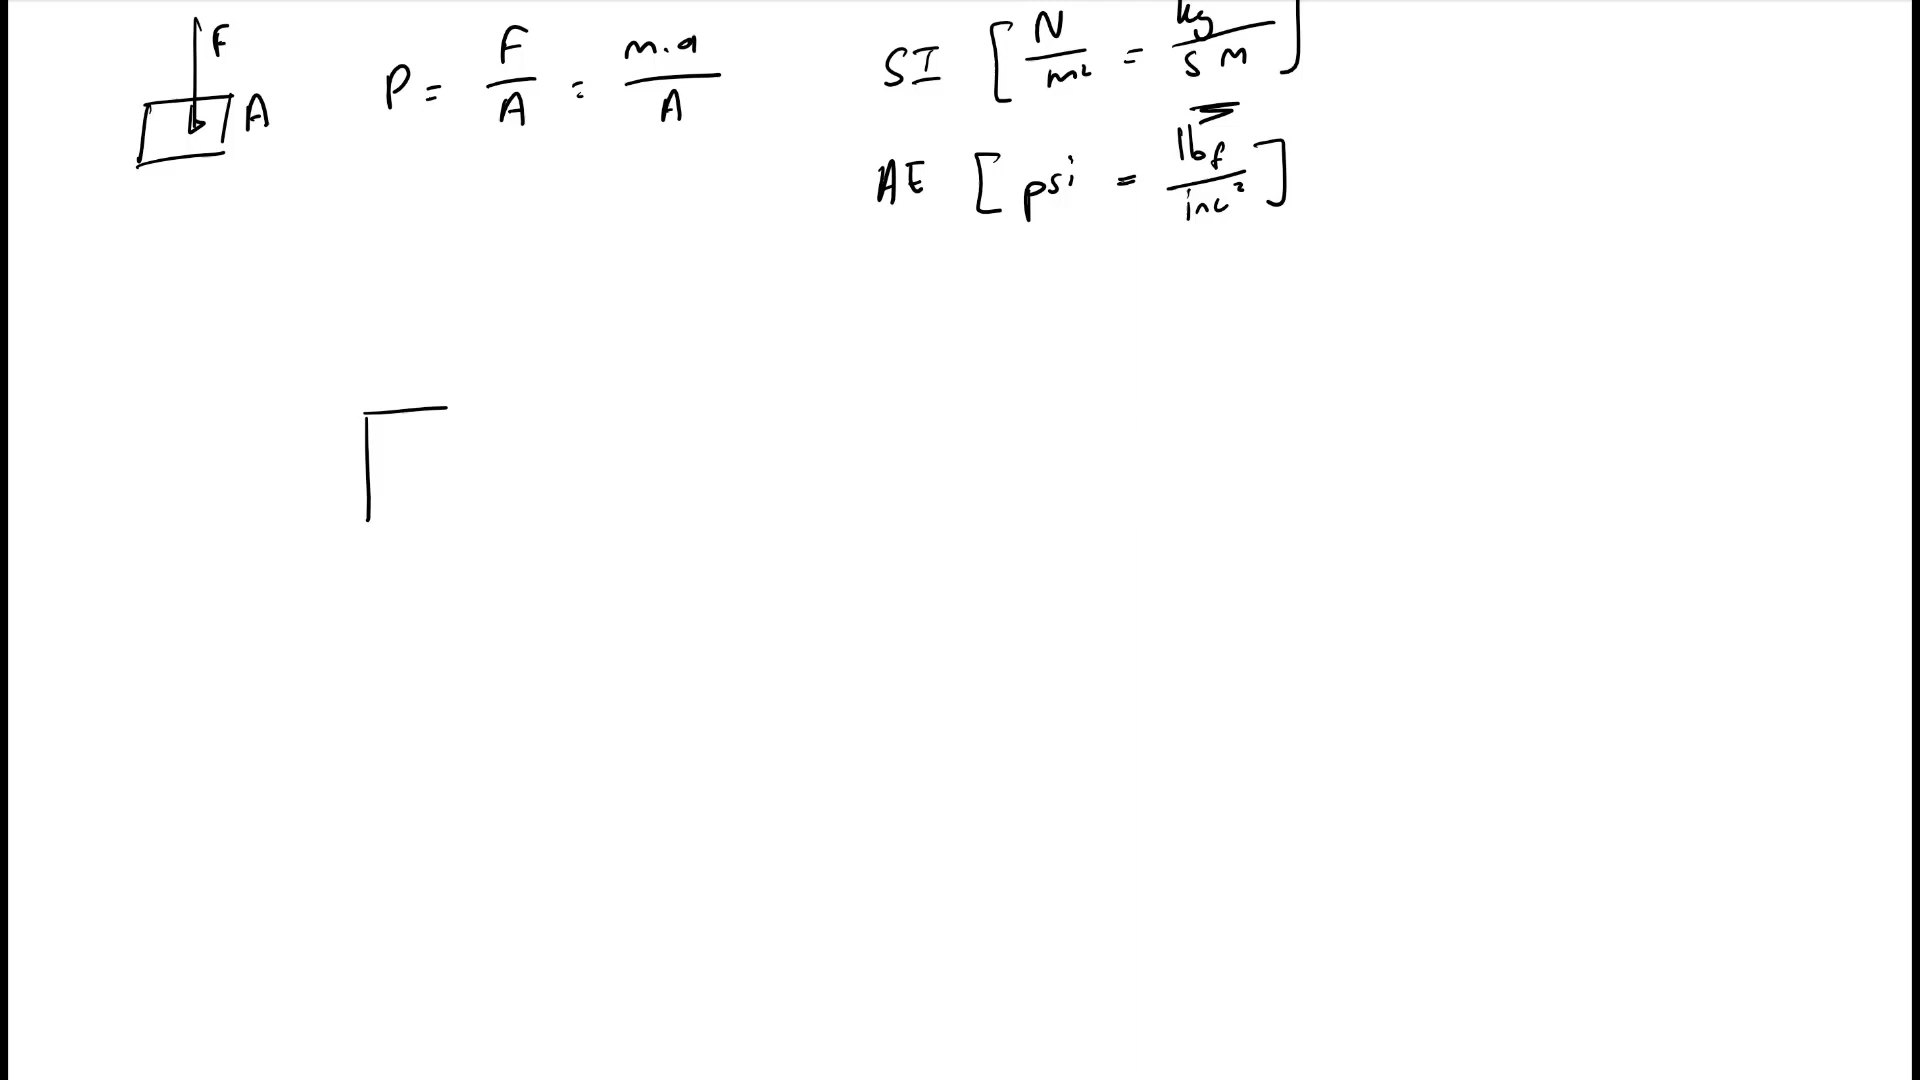 F
A
P = F/A = m.a/A
SI [N/m² = kg/s m]
AE [psi = lbf/inc²]